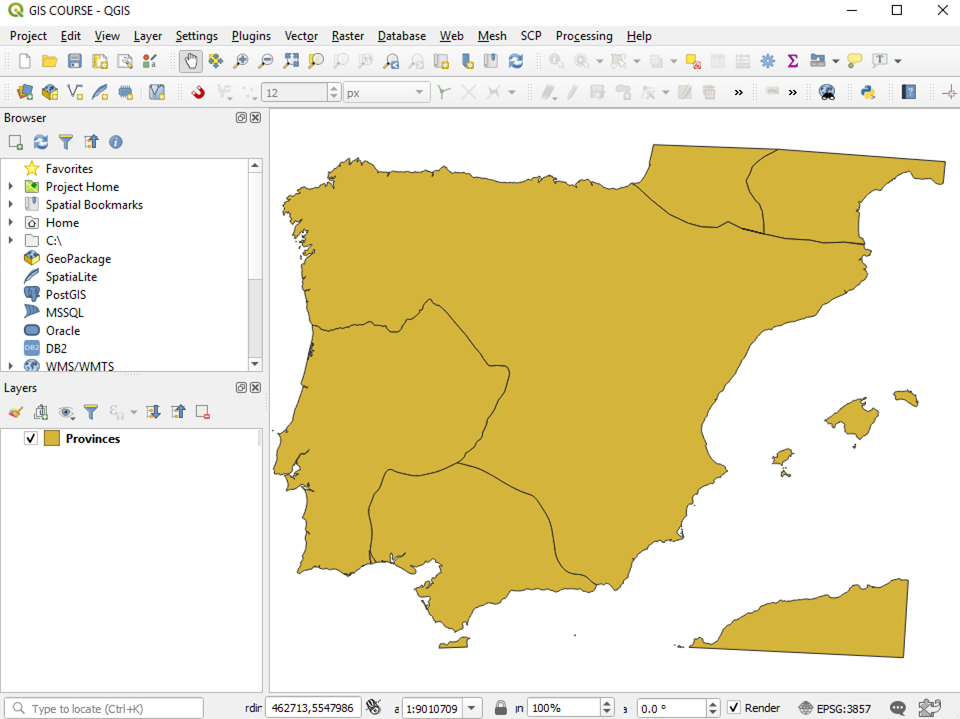 GIS COURSE - QGIS
Project Edit View Layer Settings Plugins Vector Raster Database Web Mesh SCP Processing Help
12 px
Browser
Favorites
Project Home
Spatial Bookmarks
Home
C:\
GeoPackage
SpatiaLite
PostGIS
MSSQL
Oracle
DB2
WMS/WMTS
Layers
Provinces
Type to locate (Ctrl+K) rdir 462713,5547986 a 1:9010709 ın 100% a 0.0 ° Render EPSG:3857